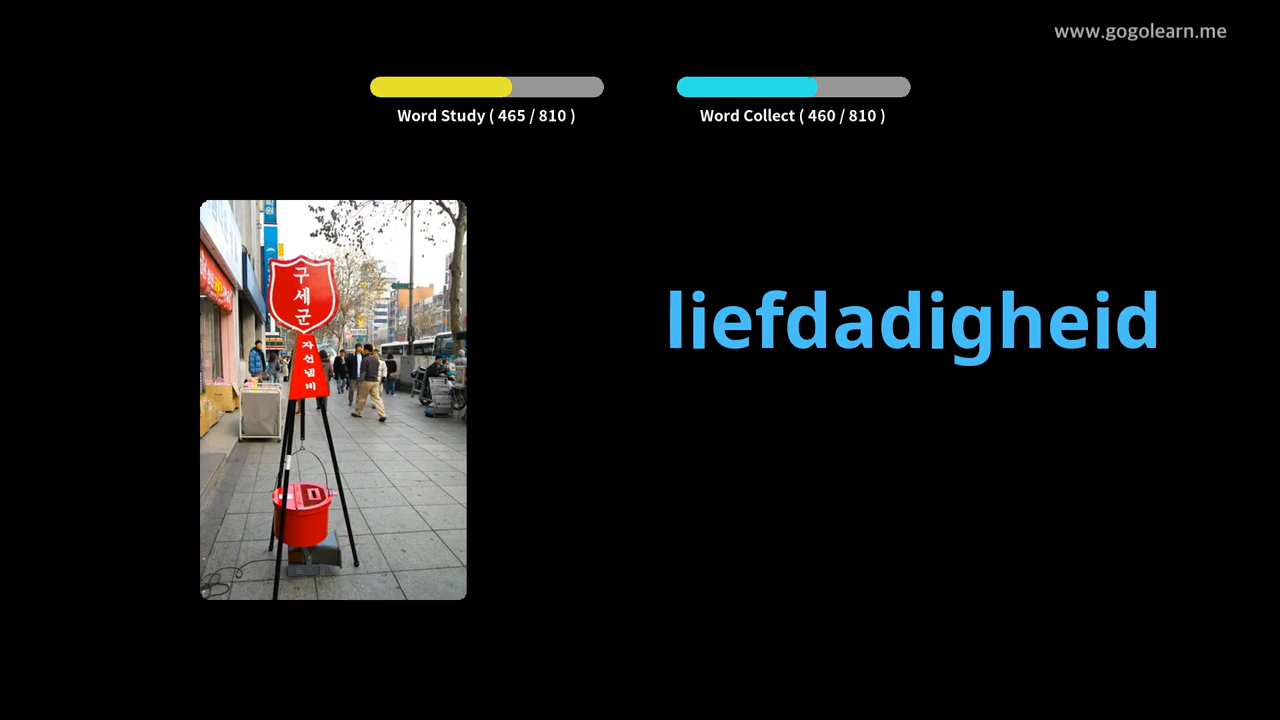 www.gogolearn.me
Word Study ( 465 / 810 )
Word Collect ( 460 / 810 )
구
세
군
자
선
냄
비
liefdadigheid